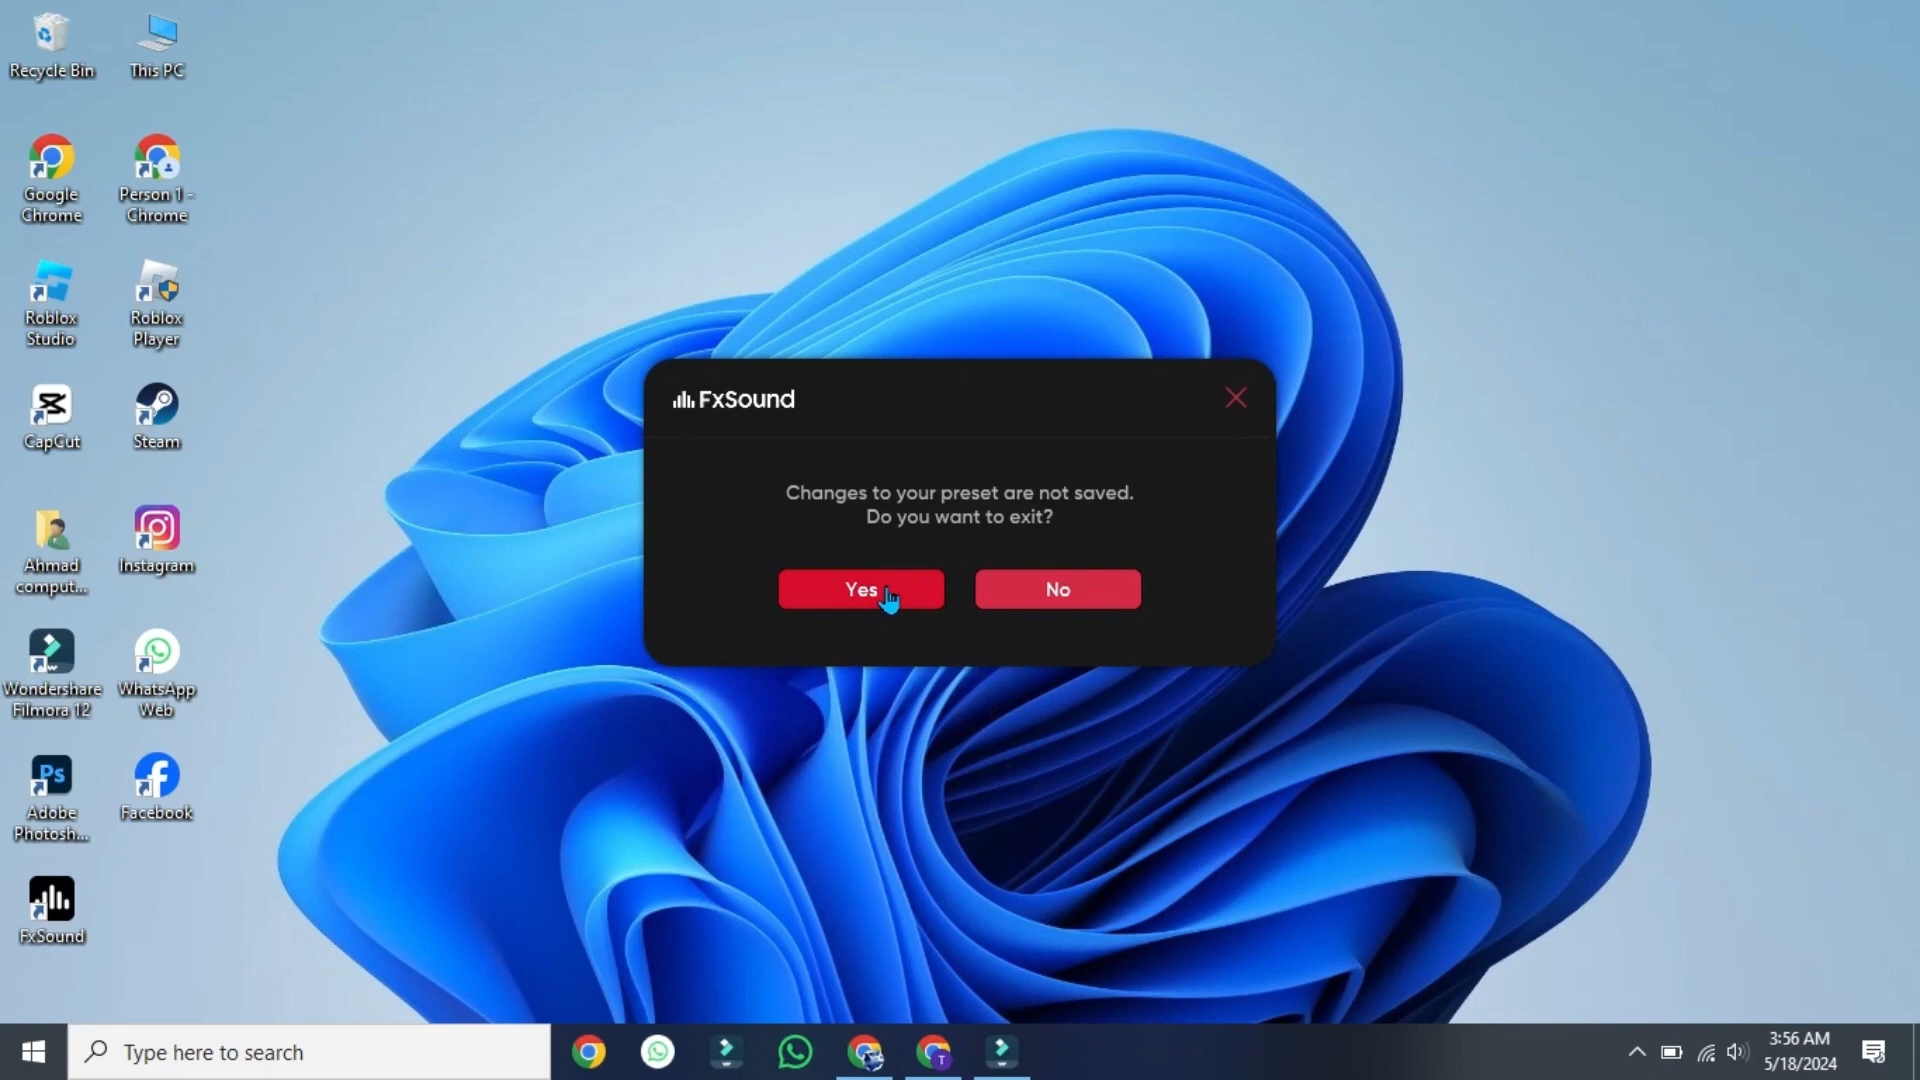 Recycle Bin
This PC
Google
Chrome
Person 1 -
Chrome
Roblox
Studio
Roblox
Player
CapCut
Steam
Ahmad
comput...
Instagram
Wondershare
Filmora 12
WhatsApp
Web
Ps
Adobe
Photosh...
Facebook
FxSound
FxSound
Changes to your preset are not saved.
Do you want to exit?
Yes
No
Type here to search
T
3:56 AM
5/18/2024